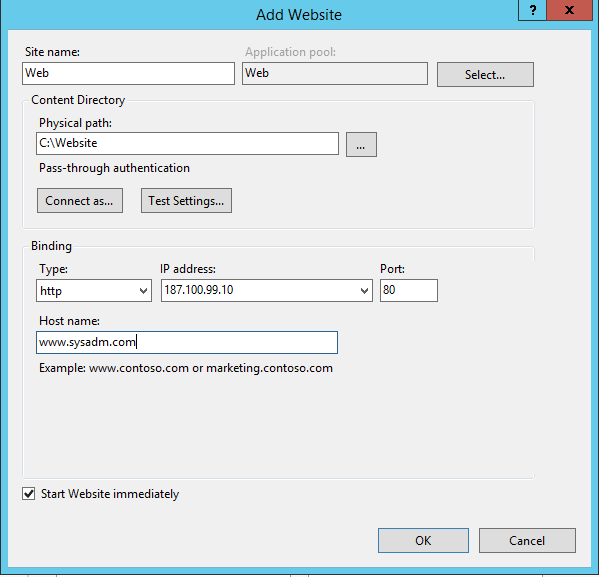 Add Website
?
x
Site name:
Application pool:
Web
Web
Select...
Content Directory
Physical path:
C:\Website
...
Pass-through authentication
Connect as...
Test Settings...
Binding
Type:
IP address:
Port:
http
187.100.99.10
80
Host name:
www.sysadm.com
Example: www.contoso.com or marketing.contoso.com
Start Website immediately
OK
Cancel